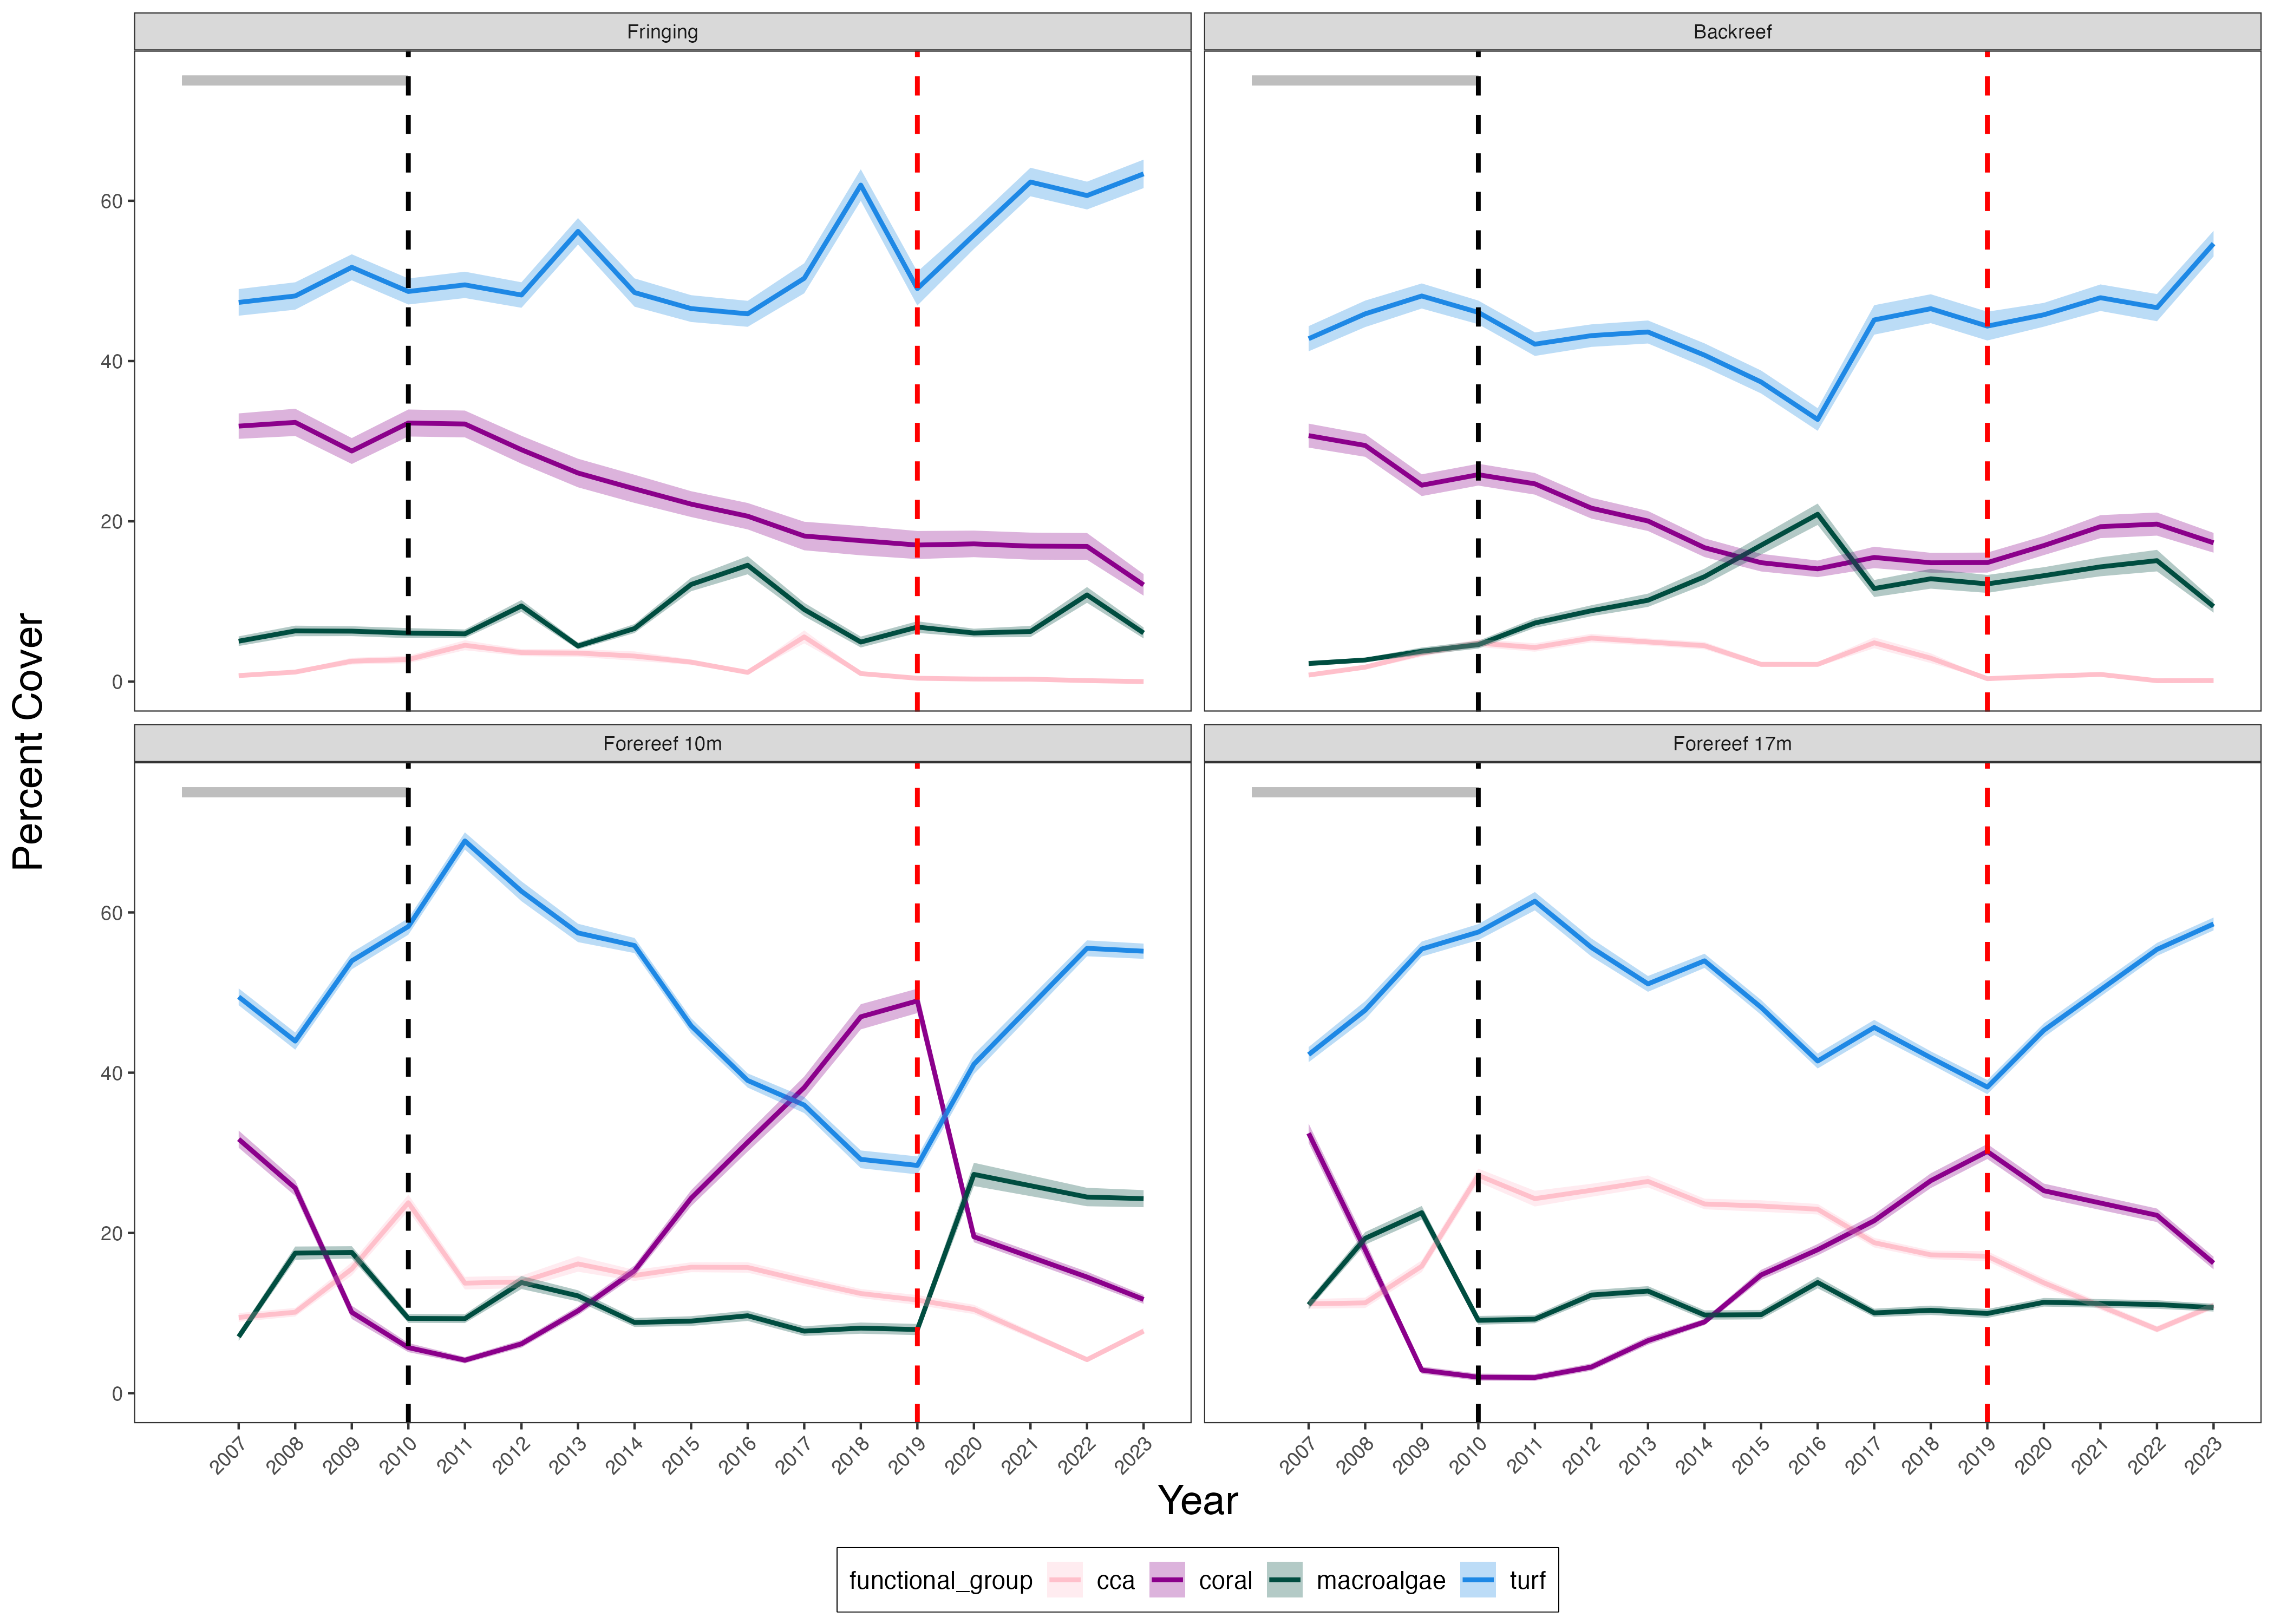 Fringing
Backreef
60
40
20
0
Forereef 10m
Forereef 17m
60
40
20
0
Percent Cover
2007 2008 2009 2010 2011 2012 2013 2014 2015 2016 2017 2018 2019 2020 2021 2022 2023
2007 2008 2009 2010 2011 2012 2013 2014 2015 2016 2017 2018 2019 2020 2021 2022 2023
Year
functional_group cca coral macroalgae turf